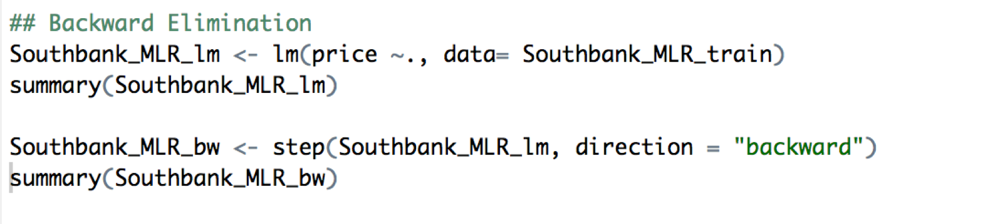 ## Backward Elimination
Southbank_MLR_lm <- lm(price ~., data= Southbank_MLR_train)
summary(Southbank_MLR_lm)
Southbank_MLR_bw <- step(Southbank_MLR_lm, direction = "backward")
summary(Southbank_MLR_bw)